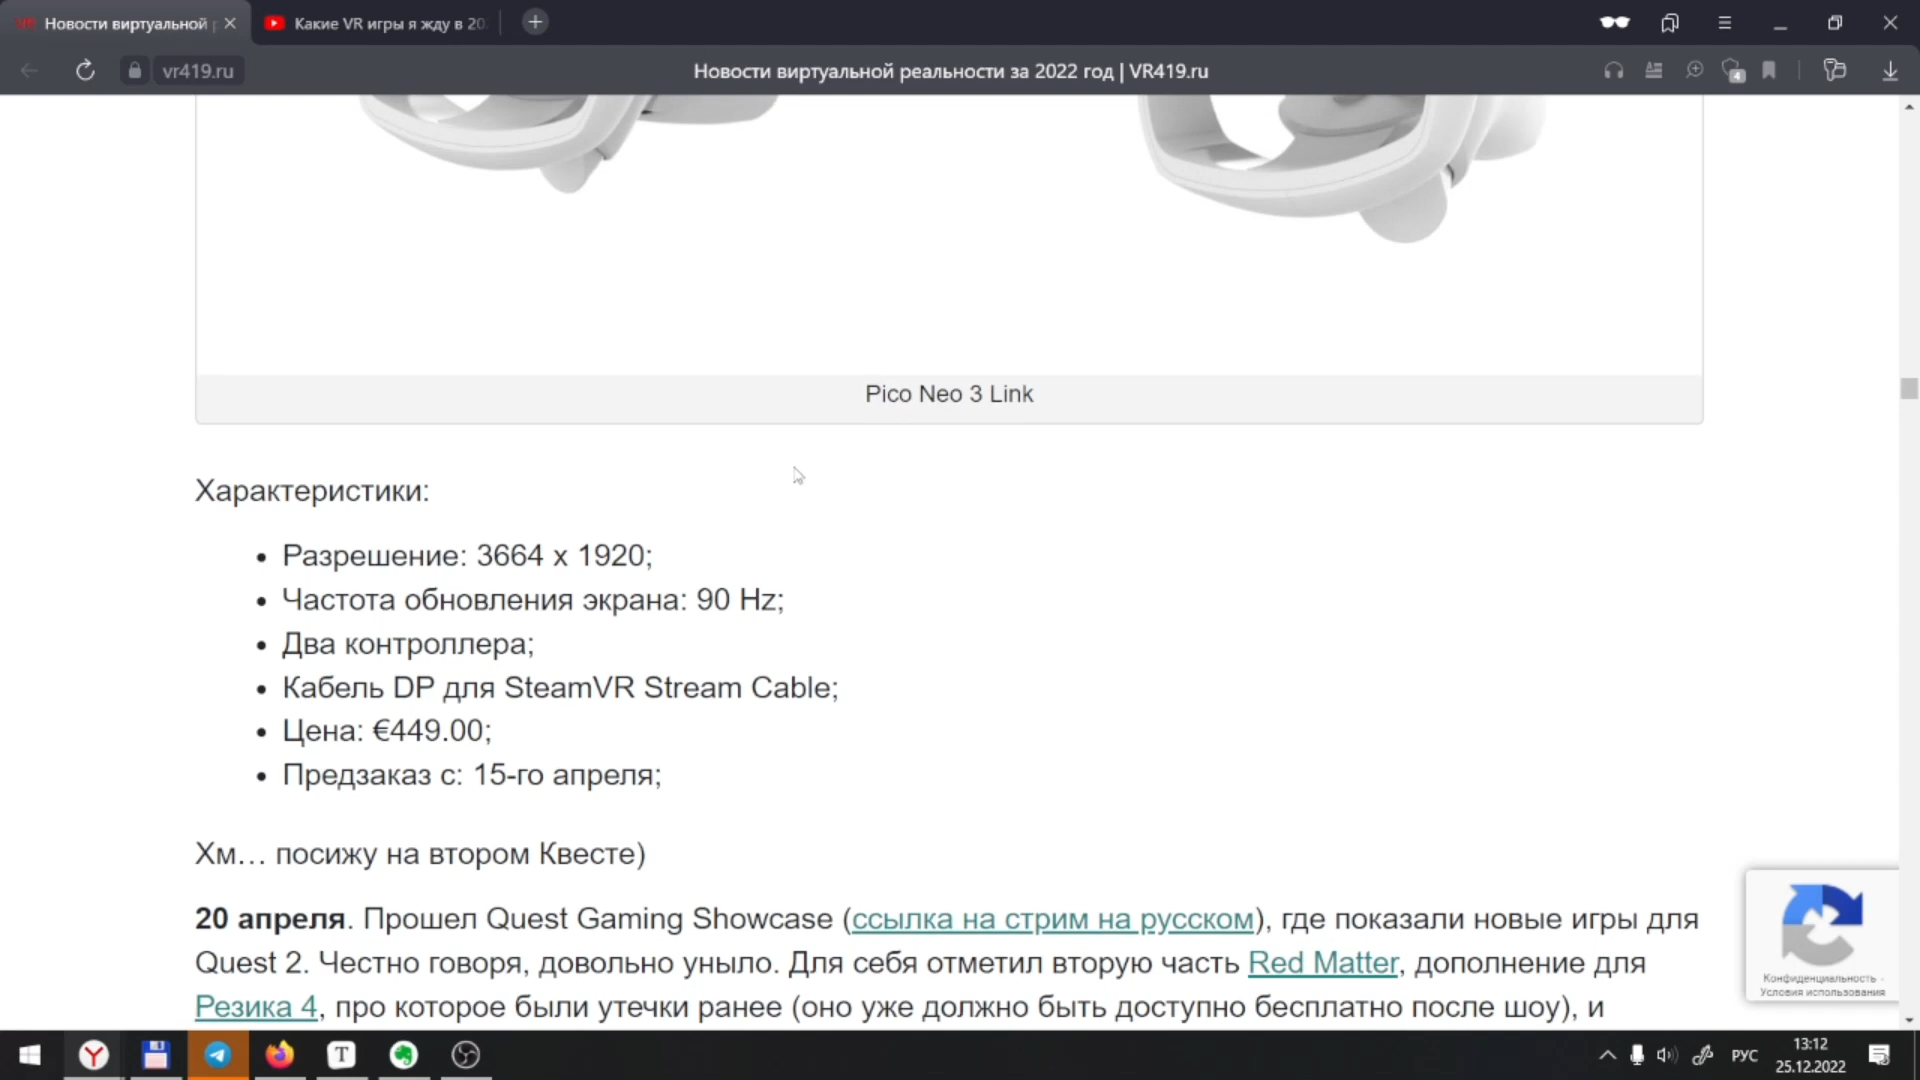 Новости виртуальной
Какие VR игры я жду в 20
vr419.ru
Новости виртуальной реальности за 2022 год | VR419.ru
4
Pico Neo 3 Link
Характеристики:
• Разрешение: 3664 x 1920;
• Частота обновления экрана: 90 Hz;
• Два контроллера;
• Кабель DP для SteamVR Stream Cable;
• Цена: €449.00;
• Предзаказ с: 15-го апреля;
Хм… посижу на втором Квесте)
20 апреля. Прошел Quest Gaming Showcase (ссылка на стрим на русском), где показали новые игры для
Quest 2. Честно говоря, довольно уныло. Для себя отметил вторую часть Red Matter, дополнение для
Резика 4, про которое были утечки ранее (оно уже должно быть доступно бесплатно после шоу), и
Конфиденциальность -
Условия использования
РУС
13:12
25.12.2022